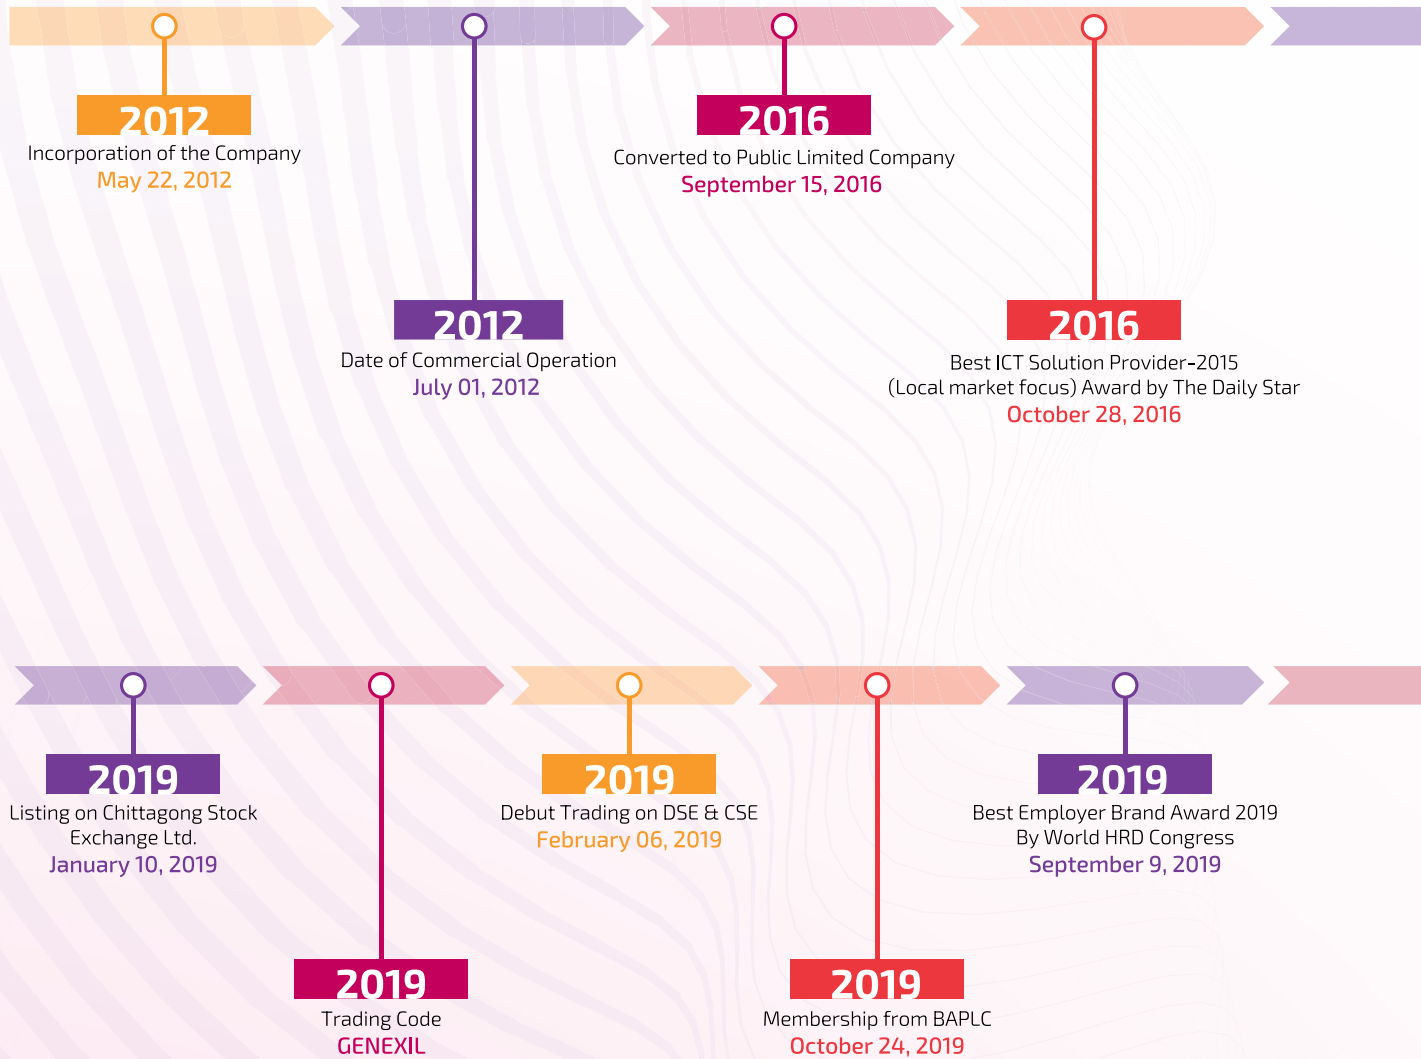 2012
Incorporation of the Company
May 22, 2012
2012
Date of Commercial Operation
July 01, 2012
2016
Converted to Public Limited Company
September 15, 2016
2016
Best ICT Solution Provider-2015
(Local market focus) Award by The Daily Star
October 28, 2016
2019
Listing on Chittagong Stock
Exchange Ltd.
January 10, 2019
2019
Trading Code
GENEXIL
2019
Debut Trading on DSE & CSE
February 06, 2019
2019
Membership from BAPLC
October 24, 2019
2019
Best Employer Brand Award 2019
By World HRD Congress
September 9, 2019